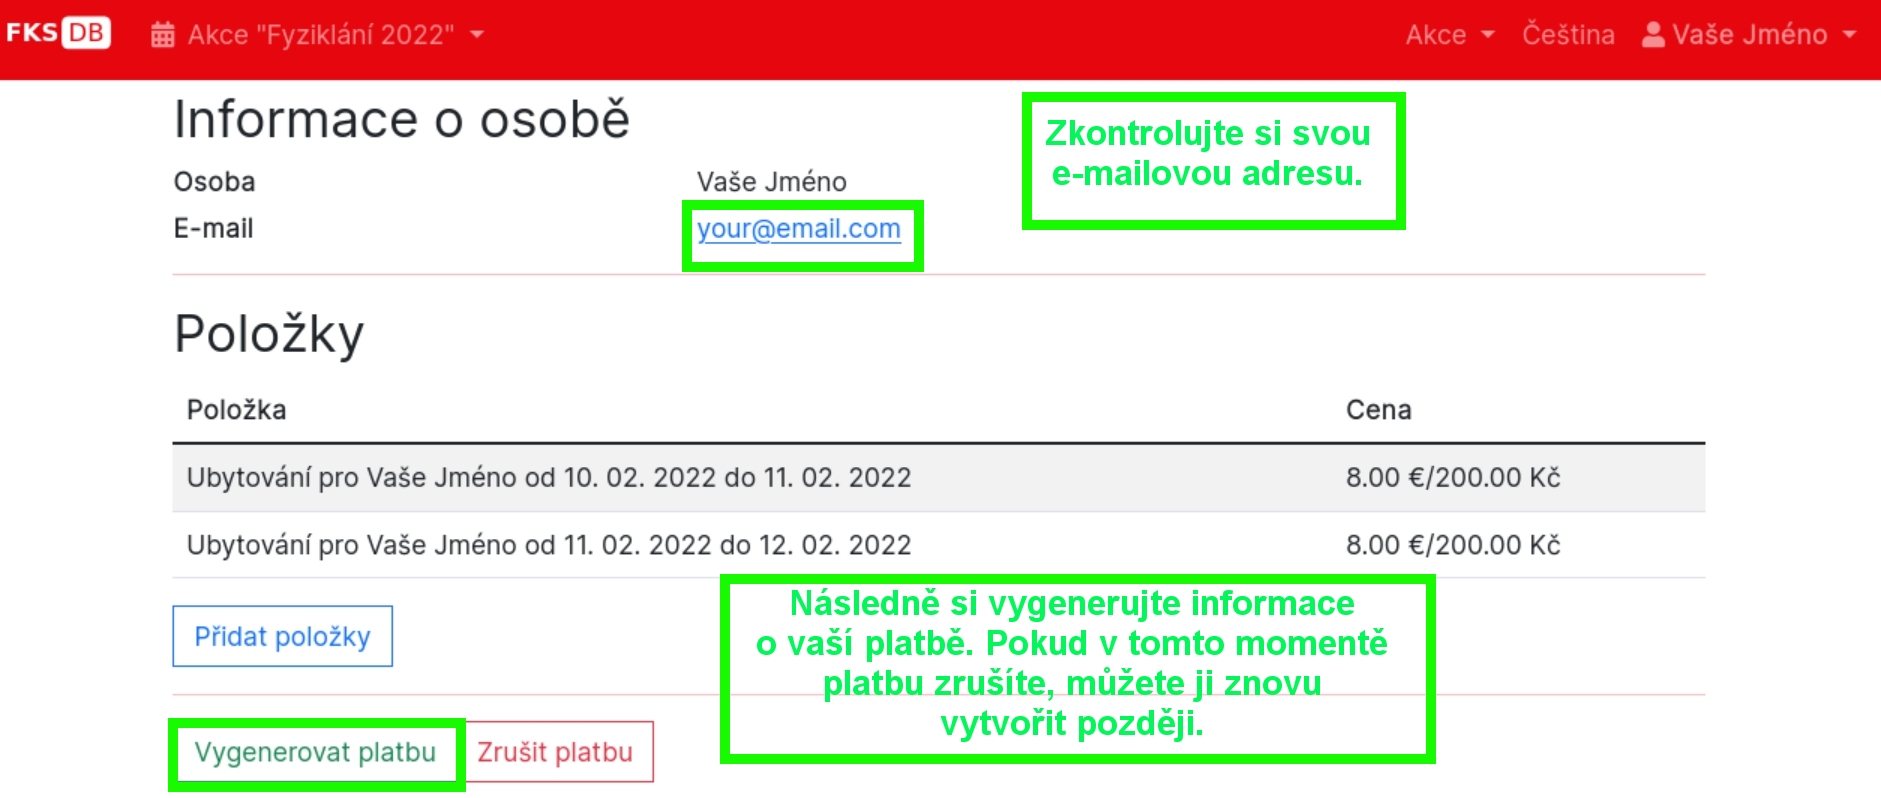 FKSDB Akce "Fyziklání 2022" Akce Čeština Vaše Jméno
Informace o osobě
Zkontrolujte si svou
e-mailovou adresu.
Osoba Vaše Jméno
E-mail your@email.com
Položky
Položka Cena
Ubytování pro Vaše Jméno od 10. 02. 2022 do 11. 02. 2022 8.00 €/200.00 Kč
Ubytování pro Vaše Jméno od 11. 02. 2022 do 12. 02. 2022 8.00 €/200.00 Kč
Přidat položky
Následně si vygenerujte informace
o vaší platbě. Pokud v tomto momentě
platbu zrušíte, můžete ji znovu
vytvořit později.
Vygenerovat platbu Zrušit platbu